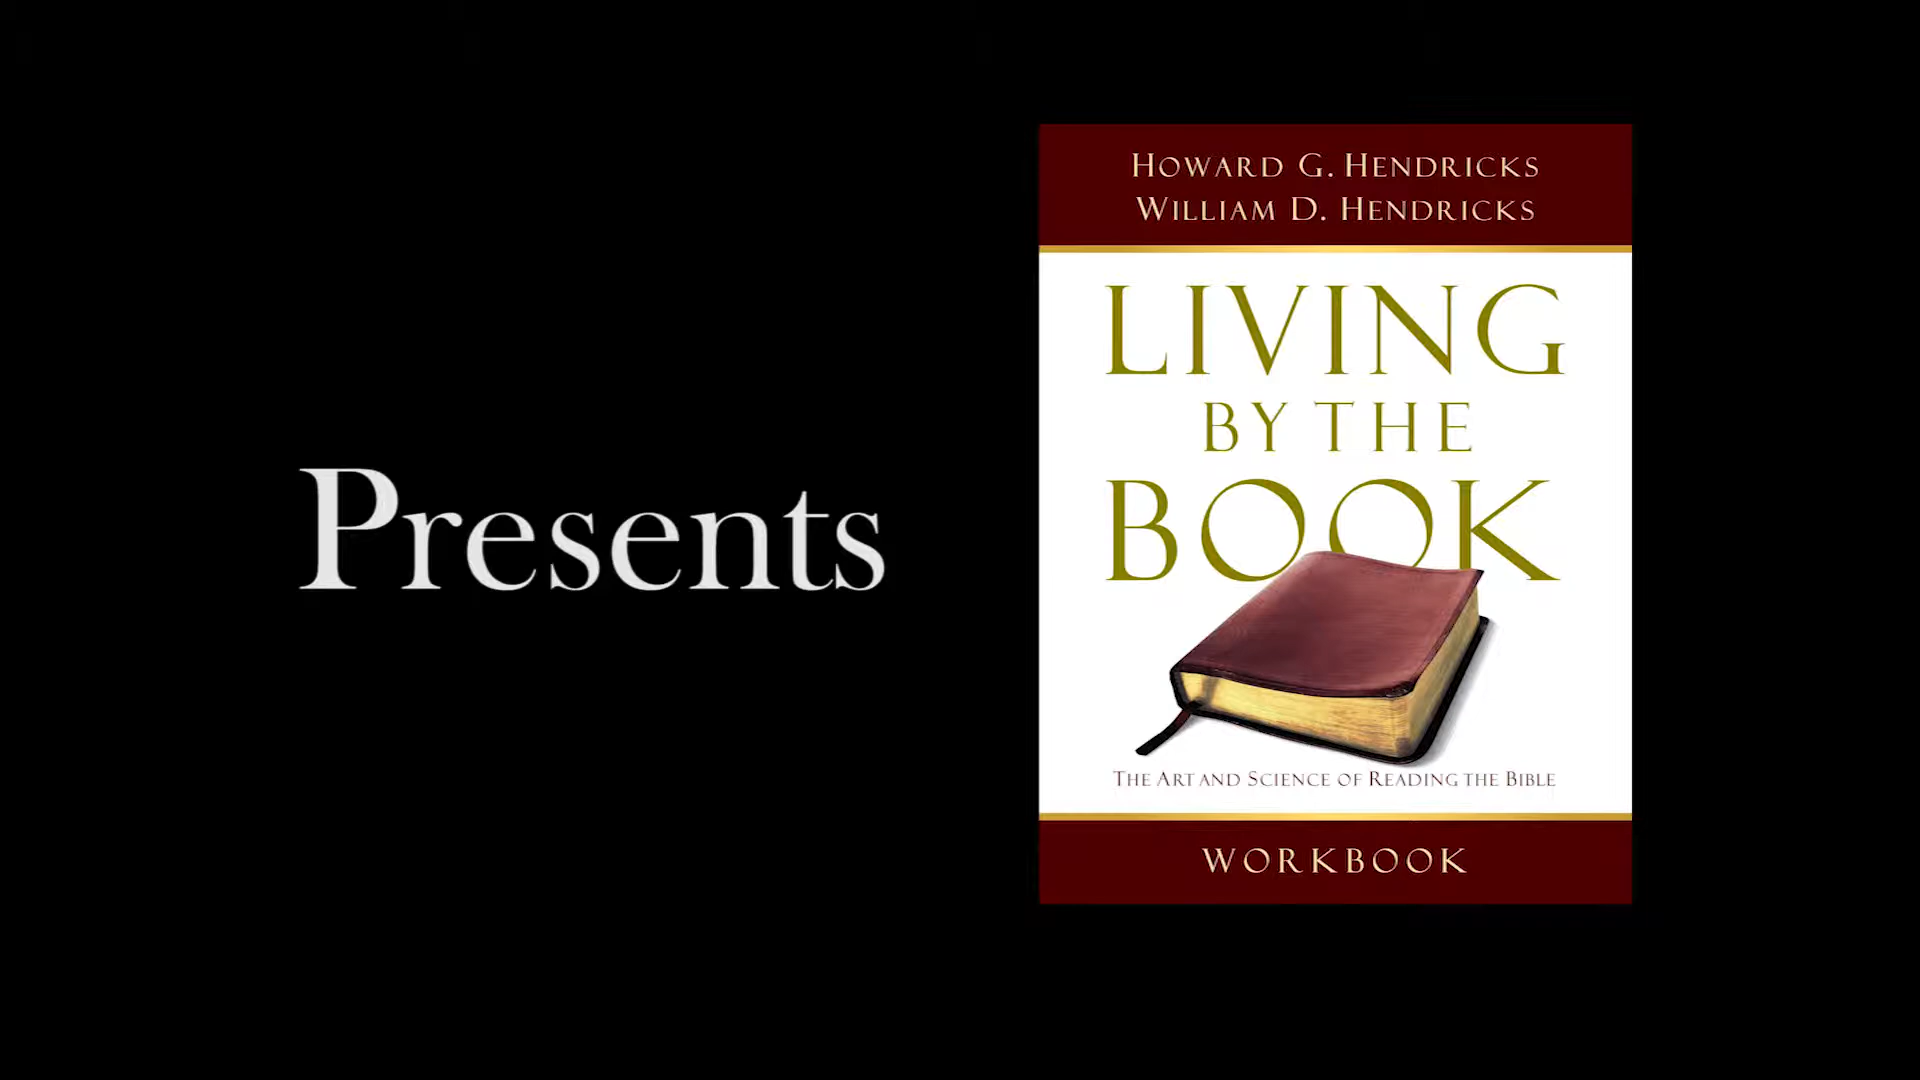 Presents
HOWARD G. HENDRICKS
WILLIAM D. HENDRICKS
LIVING
BY THE
BOOK
THE ART AND SCIENCE OF READING THE BIBLE
WORKBOOK